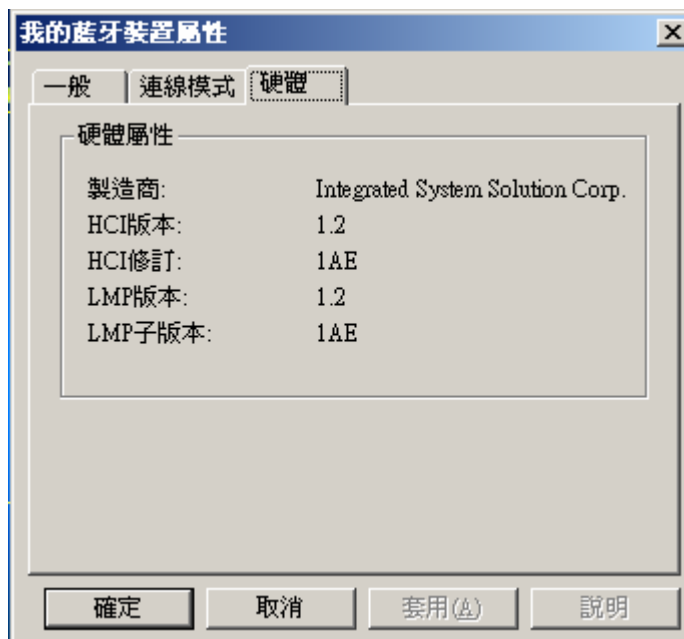 我的藍牙裝置屬性
一般 連線模式 硬體
硬體屬性
製造商: Integrated System Solution Corp.
HCI版本: 1.2
HCI修訂: 1AE
LMP版本: 1.2
LMP子版本: 1AE
確定 取消 套用(A) 說明